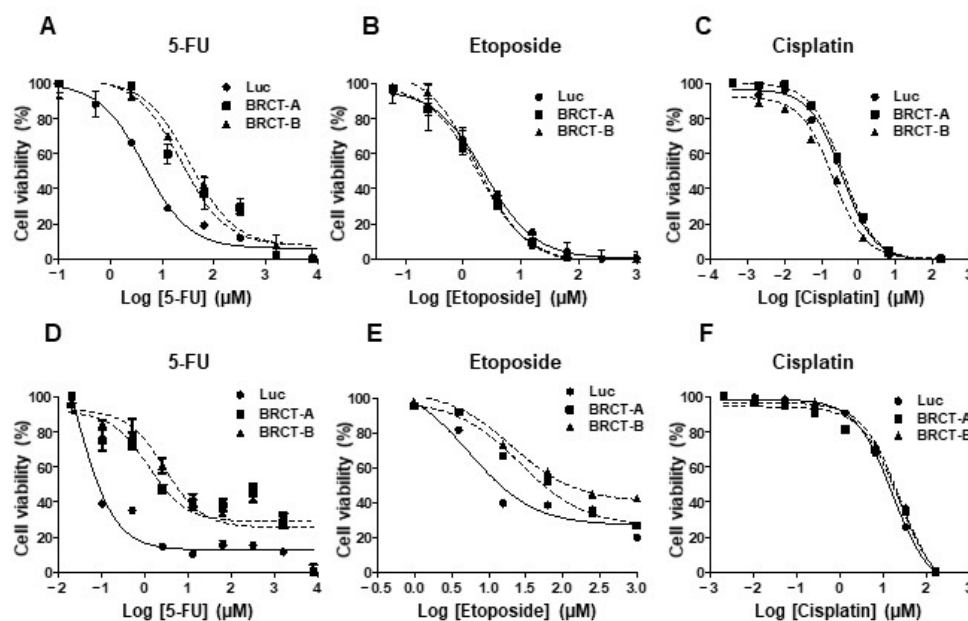 A
5-FU
Cell viability (%)
100
80
60
40
20
0
Luc
BRCT-A
BRCT-B
−1 0 1 2 3 4
Log [5-FU] (µM)
B
Etoposide
Cell viability (%)
100
80
60
40
20
0
Luc
BRCT-A
BRCT-B
−1 0 1 2 3
Log [Etoposide] (µM)
C
Cisplatin
Cell viability (%)
100
80
60
40
20
0
Luc
BRCT-A
BRCT-B
−4 −3 −2 −1 0 1 2 3
Log [Cisplatin] (µM)
D
5-FU
Cell viability (%)
100
80
60
40
20
0
Luc
BRCT-A
BRCT-B
−2 −1 0 1 2 3 4
Log [5-FU] (µM)
E
Etoposide
Cell viability (%)
100
80
60
40
20
0
Luc
BRCT-A
BRCT-B
0.0 0.5 1.0 1.5 2.0 2.5 3.0
Log [Etoposide] (µM)
F
Cisplatin
Cell viability (%)
100
80
60
40
20
0
Luc
BRCT-A
BRCT-B
−3 −2 −1 0 1 2 3
Log [Cisplatin] (µM)